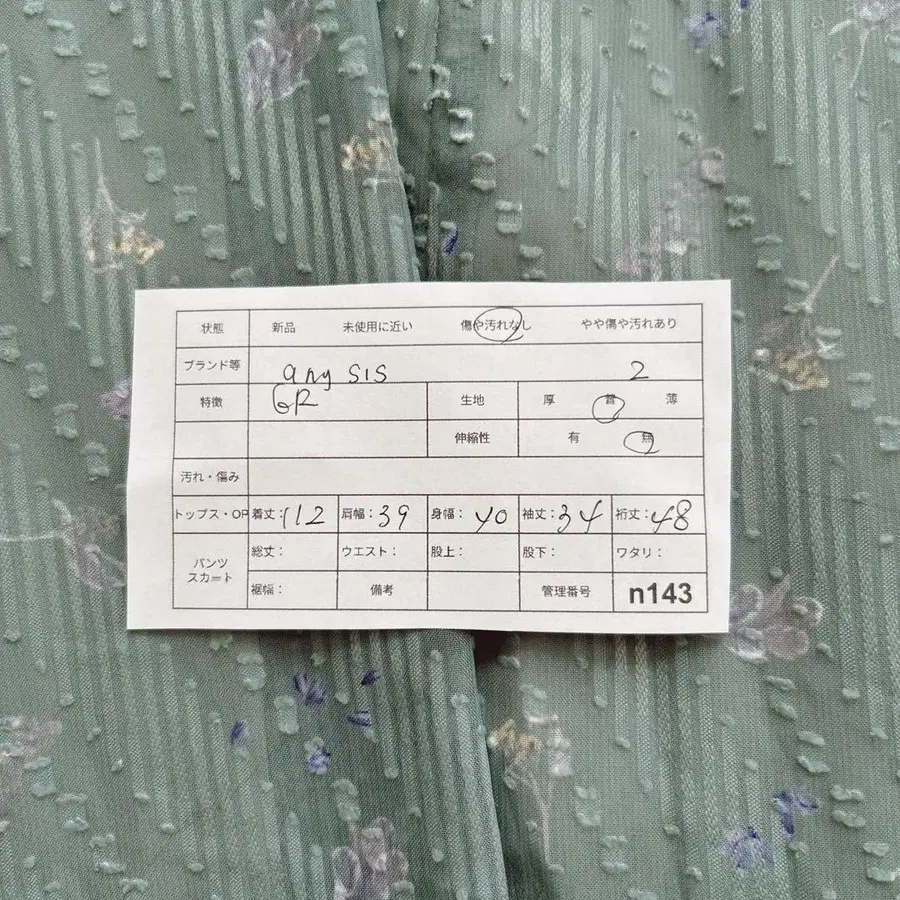 状態 新品 未使用に近い 傷や汚れなし やや傷や汚れあり
ブランド等 any SIS 2
特徴 GR 生地 厚 普 薄
伸縮性 有 無
汚れ・傷み
トップス・OP 着丈:112 肩幅:39 身幅:40 袖丈:34 裄丈:48
パンツ スカート 総丈: ウエスト: 股上: 股下: ワタリ:
裾幅: 備考 管理番号 n143